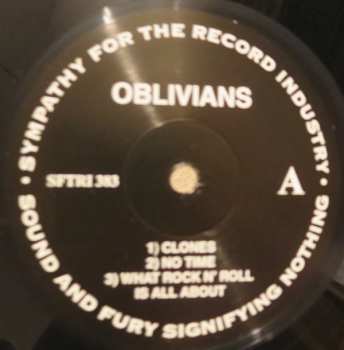 • SYMPATHY FOR THE RECORD INDUSTRY •
OBLIVIANS
SFTRI 383
A
1) CLONES
2) NO TIME
3) WHAT ROCK N' ROLL
IS ALL ABOUT
SOUND AND FURY SIGNIFYING NOTHING